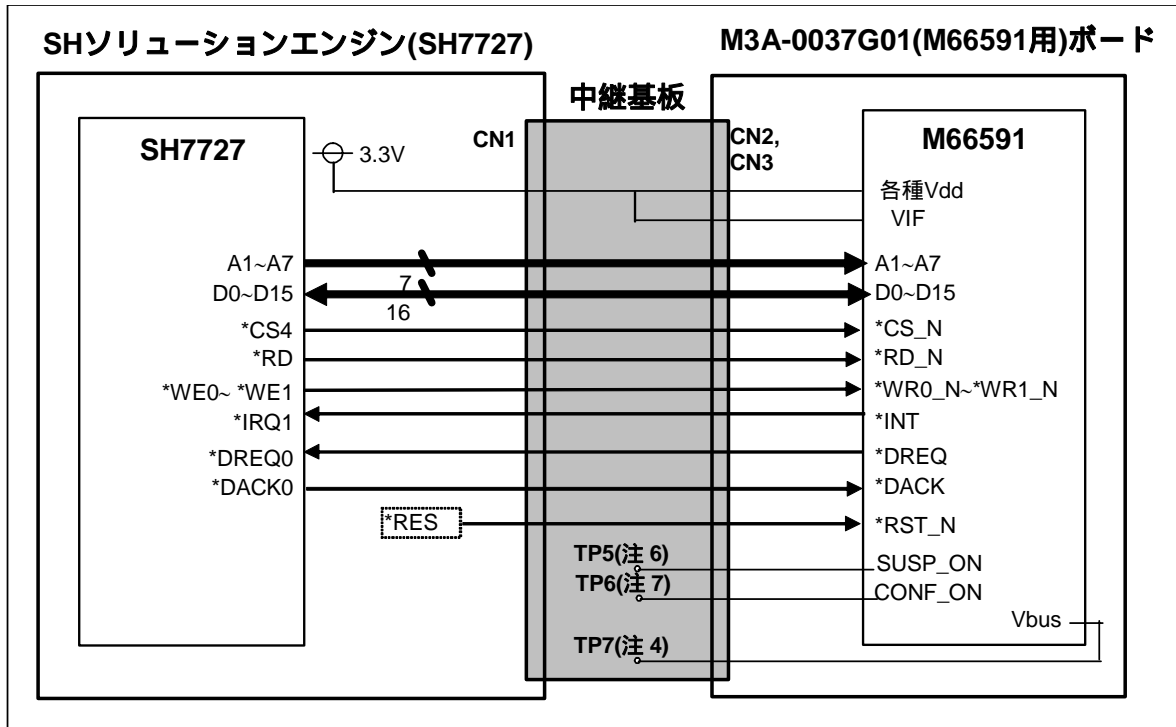 SHソリューションエンジン(SH7727)
M3A-0037G01(M66591用)ボード
中継基板
SH7727
3.3V
CN1
CN2,
CN3
M66591
各種Vdd
VIF
A1~A7
7
A1~A7
D0~D15
16
D0~D15
*CS4
*CS_N
*RD
*RD_N
*WE0~ *WE1
*WR0_N~*WR1_N
*IRQ1
*INT
*DREQ0
*DREQ
*DACK0
*DACK
*RES
*RST_N
TP5(注 6)
SUSP_ON
TP6(注 7)
CONF_ON
Vbus
TP7(注 4)